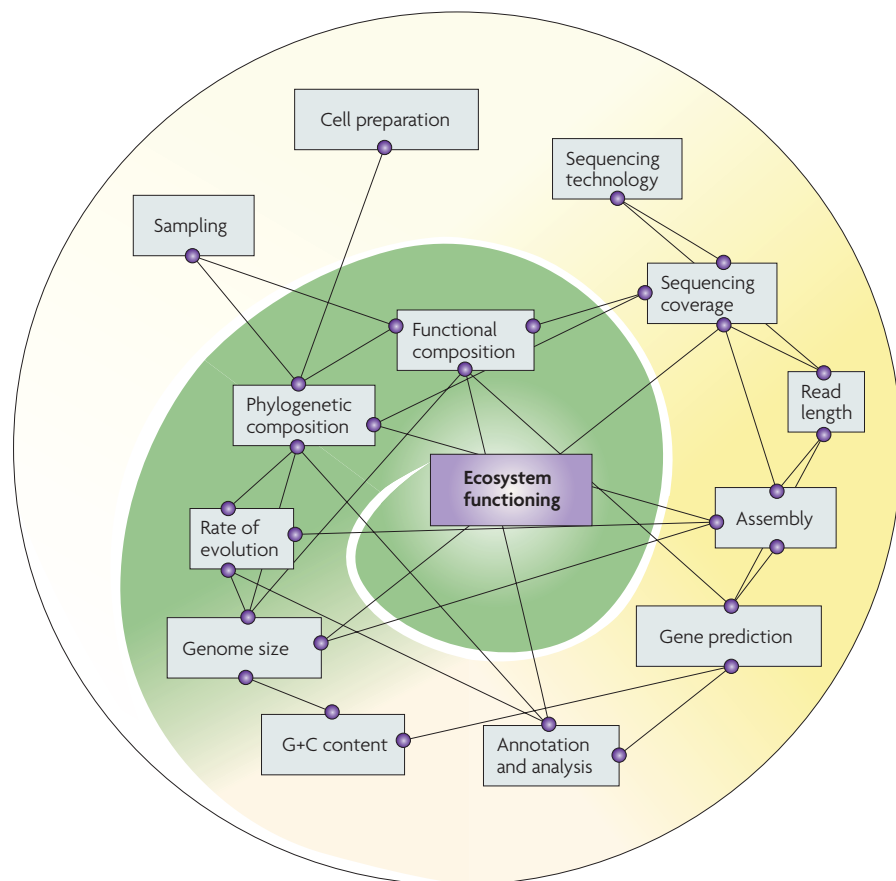 Cell preparation
Sequencing
technology
Sampling
Sequencing
coverage
Functional
composition
Phylogenetic
composition
Read
length
Ecosystem
functioning
Rate of
evolution
Assembly
Genome size
Gene prediction
G+C content
Annotation
and analysis